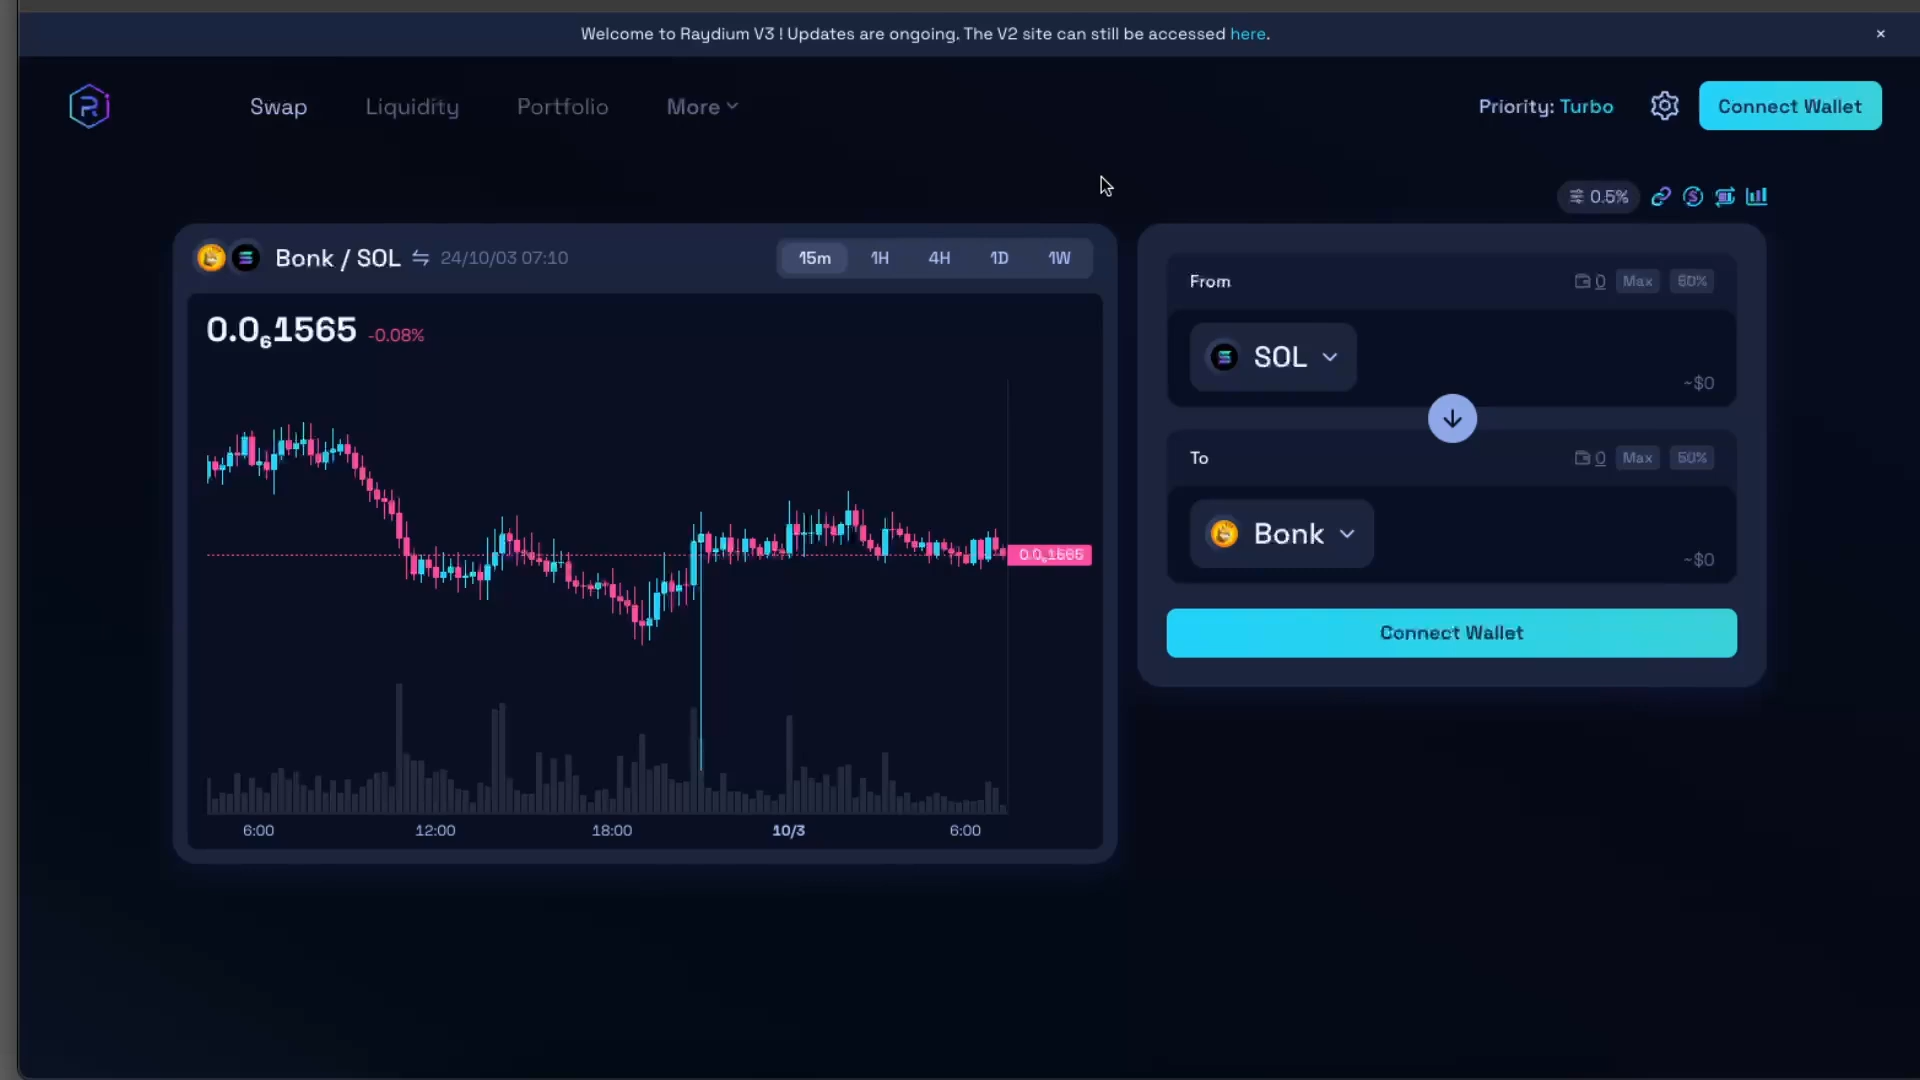 Welcome to Raydium V3 ! Updates are ongoing. The V2 site can still be accessed here.
×
R
Swap
Liquidity
Portfolio
More
Priority: Turbo
Connect Wallet
0.5%
Bonk / SOL
24/10/03 07:10
15m
1H
4H
1D
1W
0.0₆1565
-0.08%
0.0₆1565
6:00
12:00
18:00
10/3
6:00
From
0
Max
50%
SOL
~$0
To
0
Max
50%
Bonk
~$0
Connect Wallet